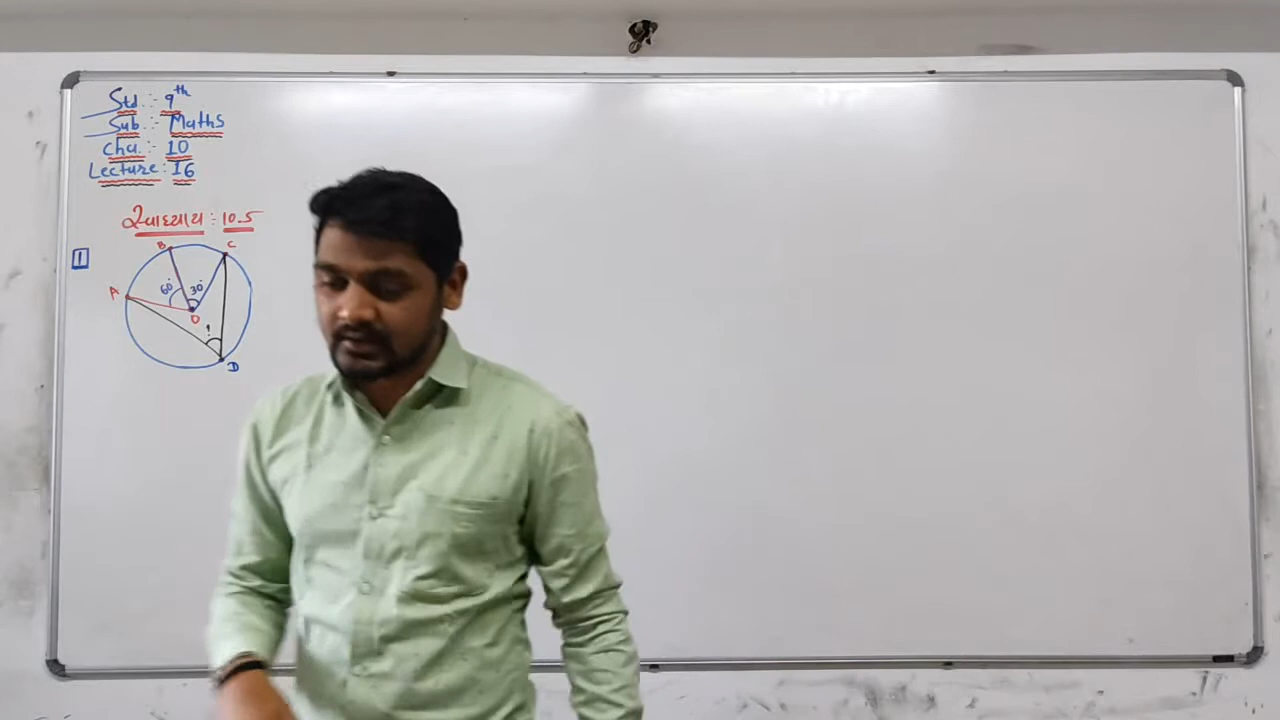 Std :- 9th
Sub :- Maths
Cha. :- 10
Lecture : 16
સ્વાધ્યાય :- 10.5
1
B
C
A
60°
30°
O
?
D